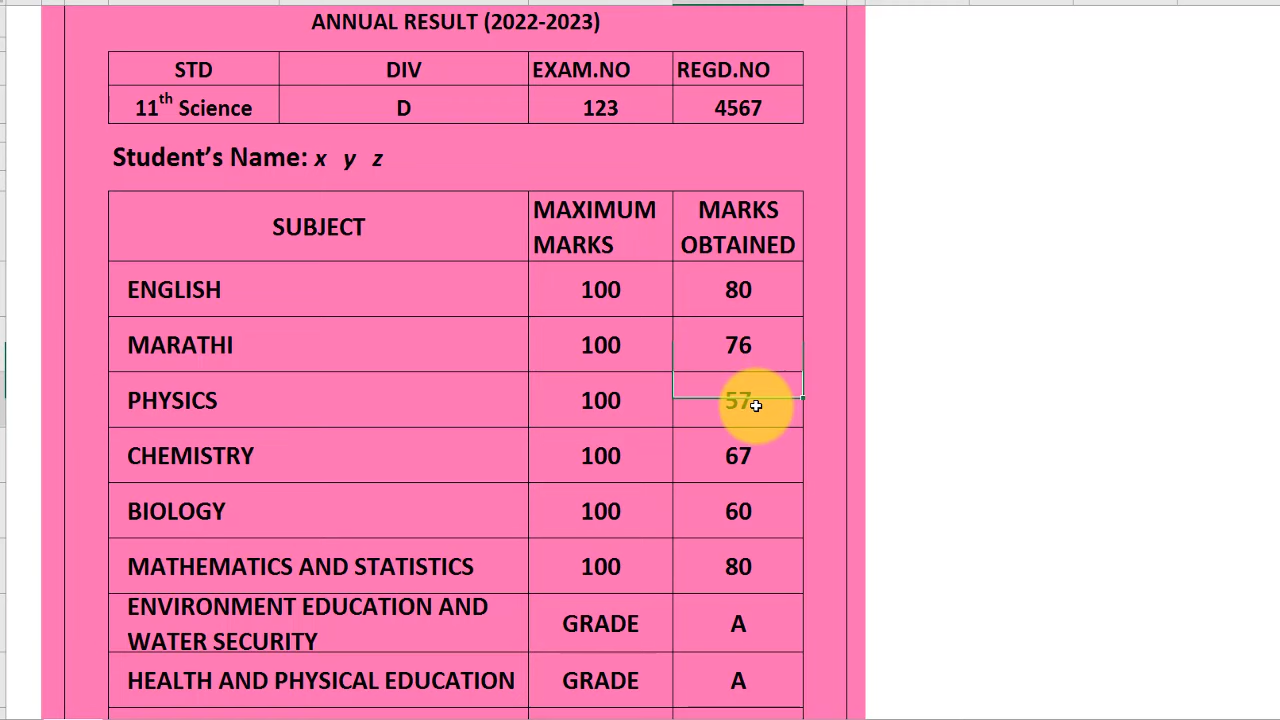 ANNUAL RESULT (2022-2023)
STD DIV EXAM.NO REGD.NO
11th Science D 123 4567
Student’s Name: x y z
SUBJECT MAXIMUM MARKS MARKS OBTAINED
ENGLISH 100 80
MARATHI 100 76
PHYSICS 100 57
CHEMISTRY 100 67
BIOLOGY 100 60
MATHEMATICS AND STATISTICS 100 80
ENVIRONMENT EDUCATION AND
WATER SECURITY GRADE A
HEALTH AND PHYSICAL EDUCATION GRADE A